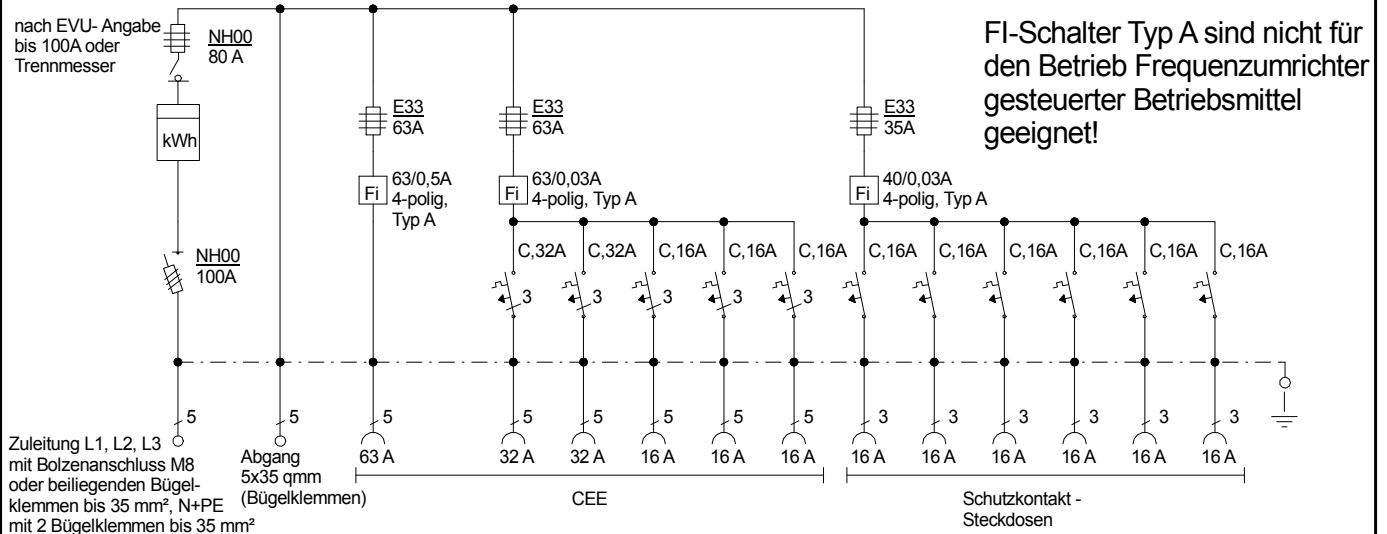 nach EVU- Angabe
bis 100A oder
Trennmesser
NH00
80 A
kWh
NH00
100A
E33
63A
E33
63A
E33
35A
FI-Schalter Typ A sind nicht für
den Betrieb Frequenzumrichter
gesteuerter Betriebsmittel
geeignet!
Fi
63/0,5A
4-polig,
Typ A
Fi
63/0,03A
4-polig, Typ A
Fi
40/0,03A
4-polig, Typ A
C,32A C,32A C,16A C,16A C,16A C,16A C,16A C,16A C,16A C,16A C,16A
3 3 3 3 3
5 5 5 5 5 5 5 5 3 3 3 3 3 3
63 A 32 A 32 A 16 A 16 A 16 A 16 A 16 A 16 A 16 A 16 A 16 A
Zuleitung L1, L2, L3
mit Bolzenanschluss M8
oder beiliegenden Bügel-
klemmen bis 35 mm², N+PE
mit 2 Bügelklemmen bis 35 mm²
Abgang
5x35 qmm
(Bügelklemmen)
CEE
Schutzkontakt -
Steckdosen